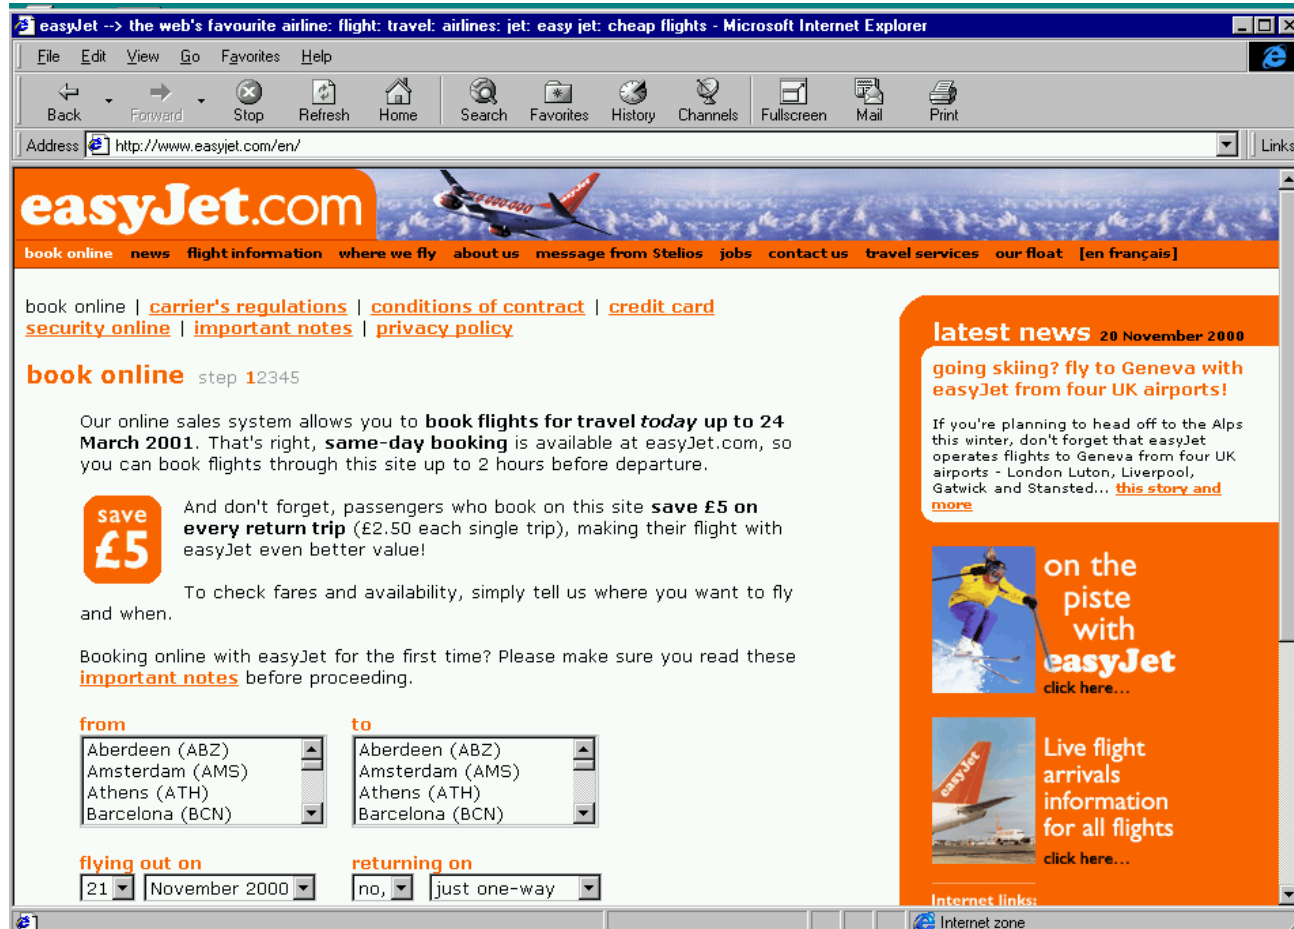 easyJet --> the web's favourite airline: flight: travel: airlines: jet: easy jet: cheap flights - Microsoft Internet Explorer
File Edit View Go Favorites Help
Back Forward Stop Refresh Home Search Favorites History Channels Fullscreen Mail Print
Address http://www.easyjet.com/en/ Links
easyJet.com
book online news flight information where we fly about us message from Stelios jobs contact us travel services our float [en français]
book online | carrier's regulations | conditions of contract | credit card
security online | important notes | privacy policy
book online step 12345
Our online sales system allows you to book flights for travel today up to 24
March 2001. That's right, same-day booking is available at easyJet.com, so
you can book flights through this site up to 2 hours before departure.
save
£5
And don't forget, passengers who book on this site save £5 on
every return trip (£2.50 each single trip), making their flight with
easyJet even better value!
To check fares and availability, simply tell us where you want to fly
and when.
Booking online with easyJet for the first time? Please make sure you read these
important notes before proceeding.
from
Aberdeen (ABZ)
Amsterdam (AMS)
Athens (ATH)
Barcelona (BCN)
to
Aberdeen (ABZ)
Amsterdam (AMS)
Athens (ATH)
Barcelona (BCN)
flying out on
21 November 2000
returning on
no, just one-way
latest news 20 November 2000
going skiing? fly to Geneva with
easyJet from four UK airports!
If you're planning to head off to the Alps
this winter, don't forget that easyJet
operates flights to Geneva from four UK
airports - London Luton, Liverpool,
Gatwick and Stansted... this story and
more
on the
piste
with
easyJet
click here...
easyJet
Live flight
arrivals
information
for all flights
click here...
Internet links:
Internet zone